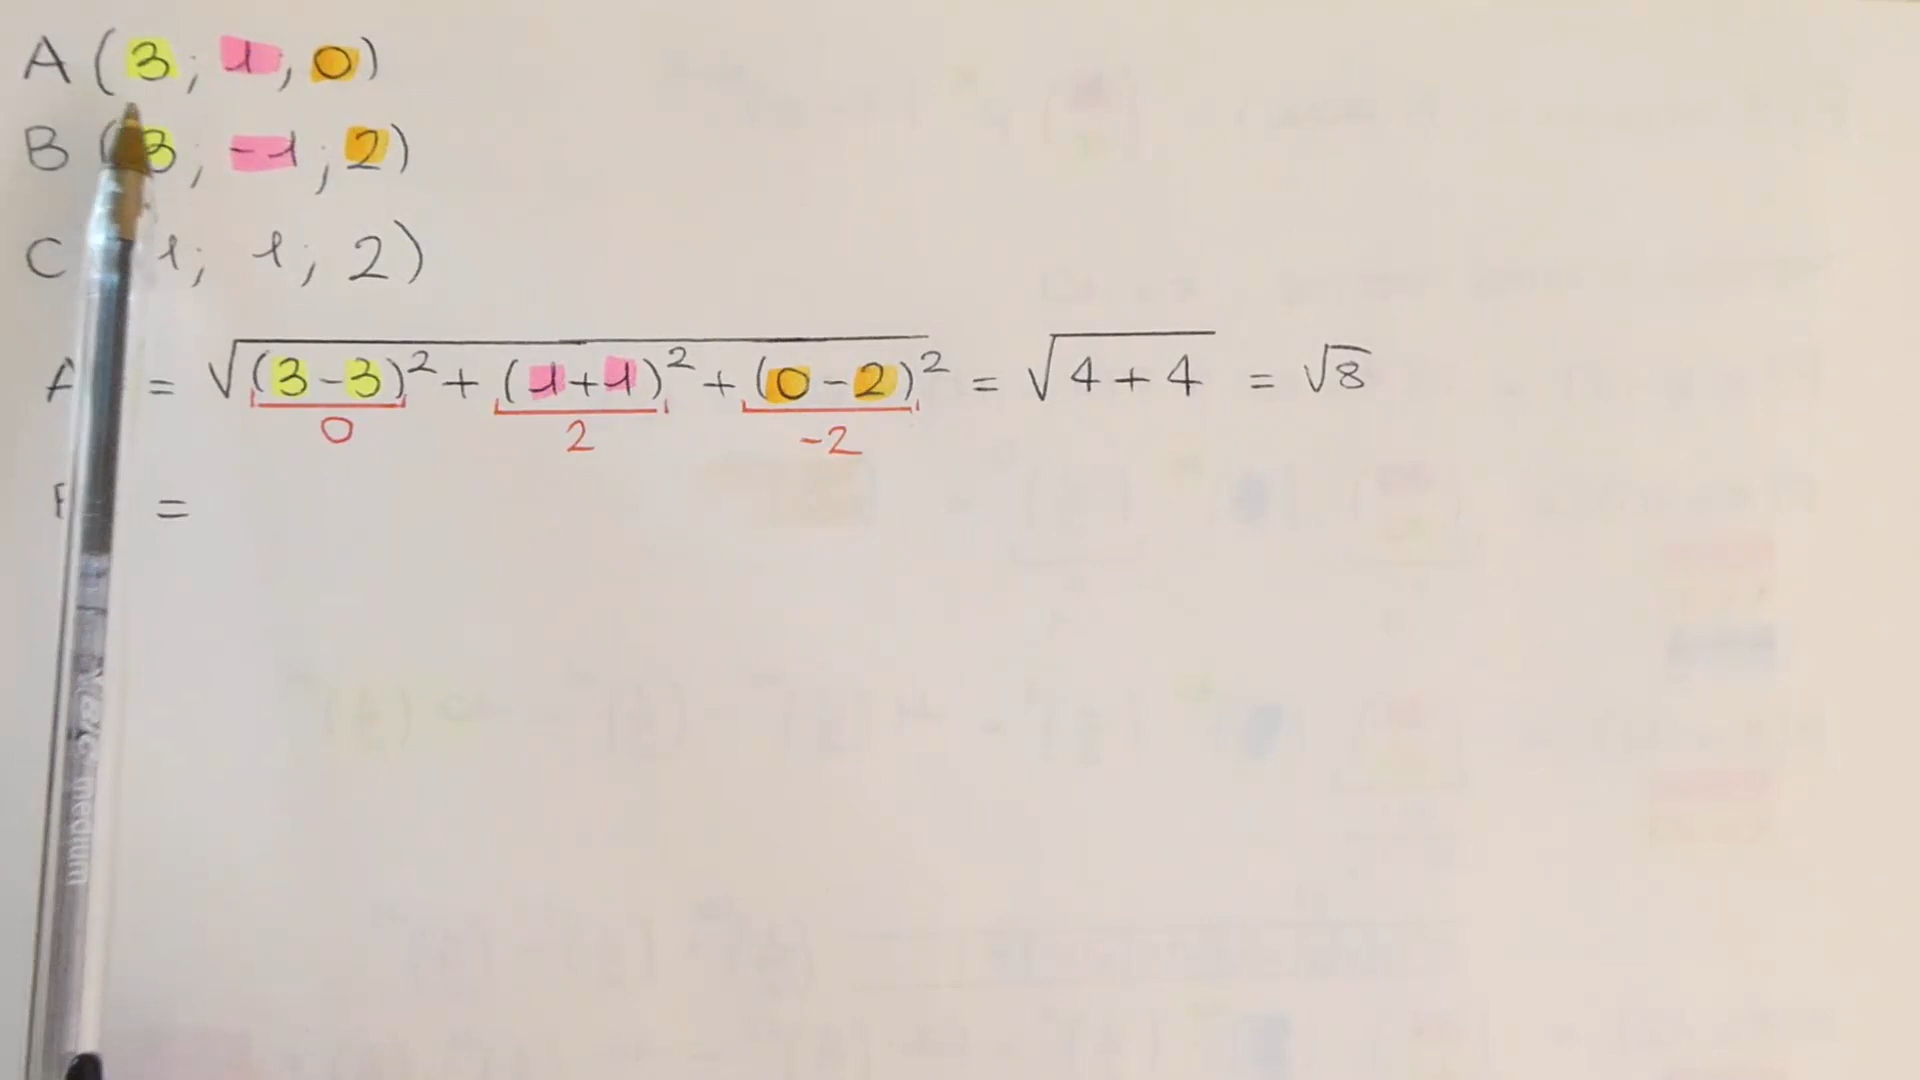 A (3 ; 1 , 0)
B (3 ; -1 ; 2)
C 1 ; 1 ; 2)
A = √(3-3)² + (1+1)² + (0-2)² = √4+4 = √8
0 2 -2
=
medium